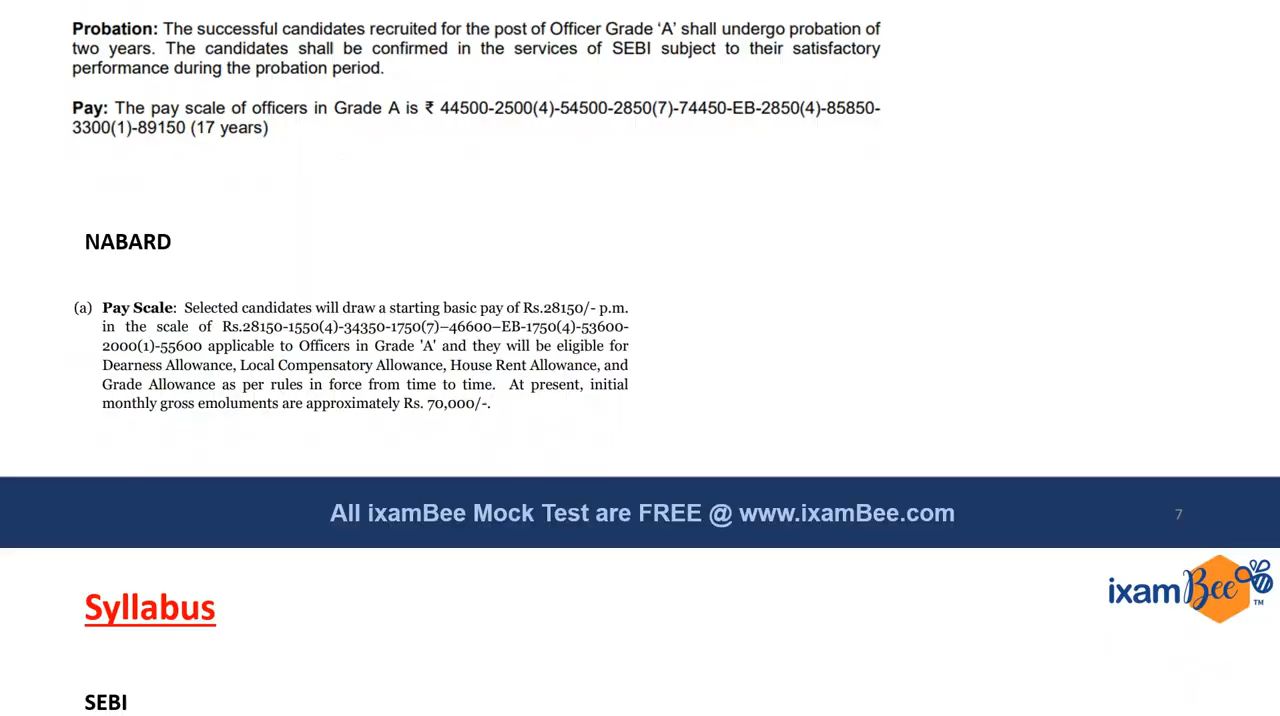 Probation: The successful candidates recruited for the post of Officer Grade ‘A’ shall undergo probation of
two years. The candidates shall be confirmed in the services of SEBI subject to their satisfactory
performance during the probation period.
Pay: The pay scale of officers in Grade A is ₹ 44500-2500(4)-54500-2850(7)-74450-EB-2850(4)-85850-
3300(1)-89150 (17 years)
NABARD
(a) Pay Scale: Selected candidates will draw a starting basic pay of Rs.28150/- p.m.
in the scale of Rs.28150-1550(4)-34350-1750(7)–46600–EB-1750(4)-53600-
2000(1)-55600 applicable to Officers in Grade 'A' and they will be eligible for
Dearness Allowance, Local Compensatory Allowance, House Rent Allowance, and
Grade Allowance as per rules in force from time to time. At present, initial
monthly gross emoluments are approximately Rs. 70,000/-.
All ixamBee Mock Test are FREE @ www.ixamBee.com
7
ixamBee TM
Syllabus
SEBI